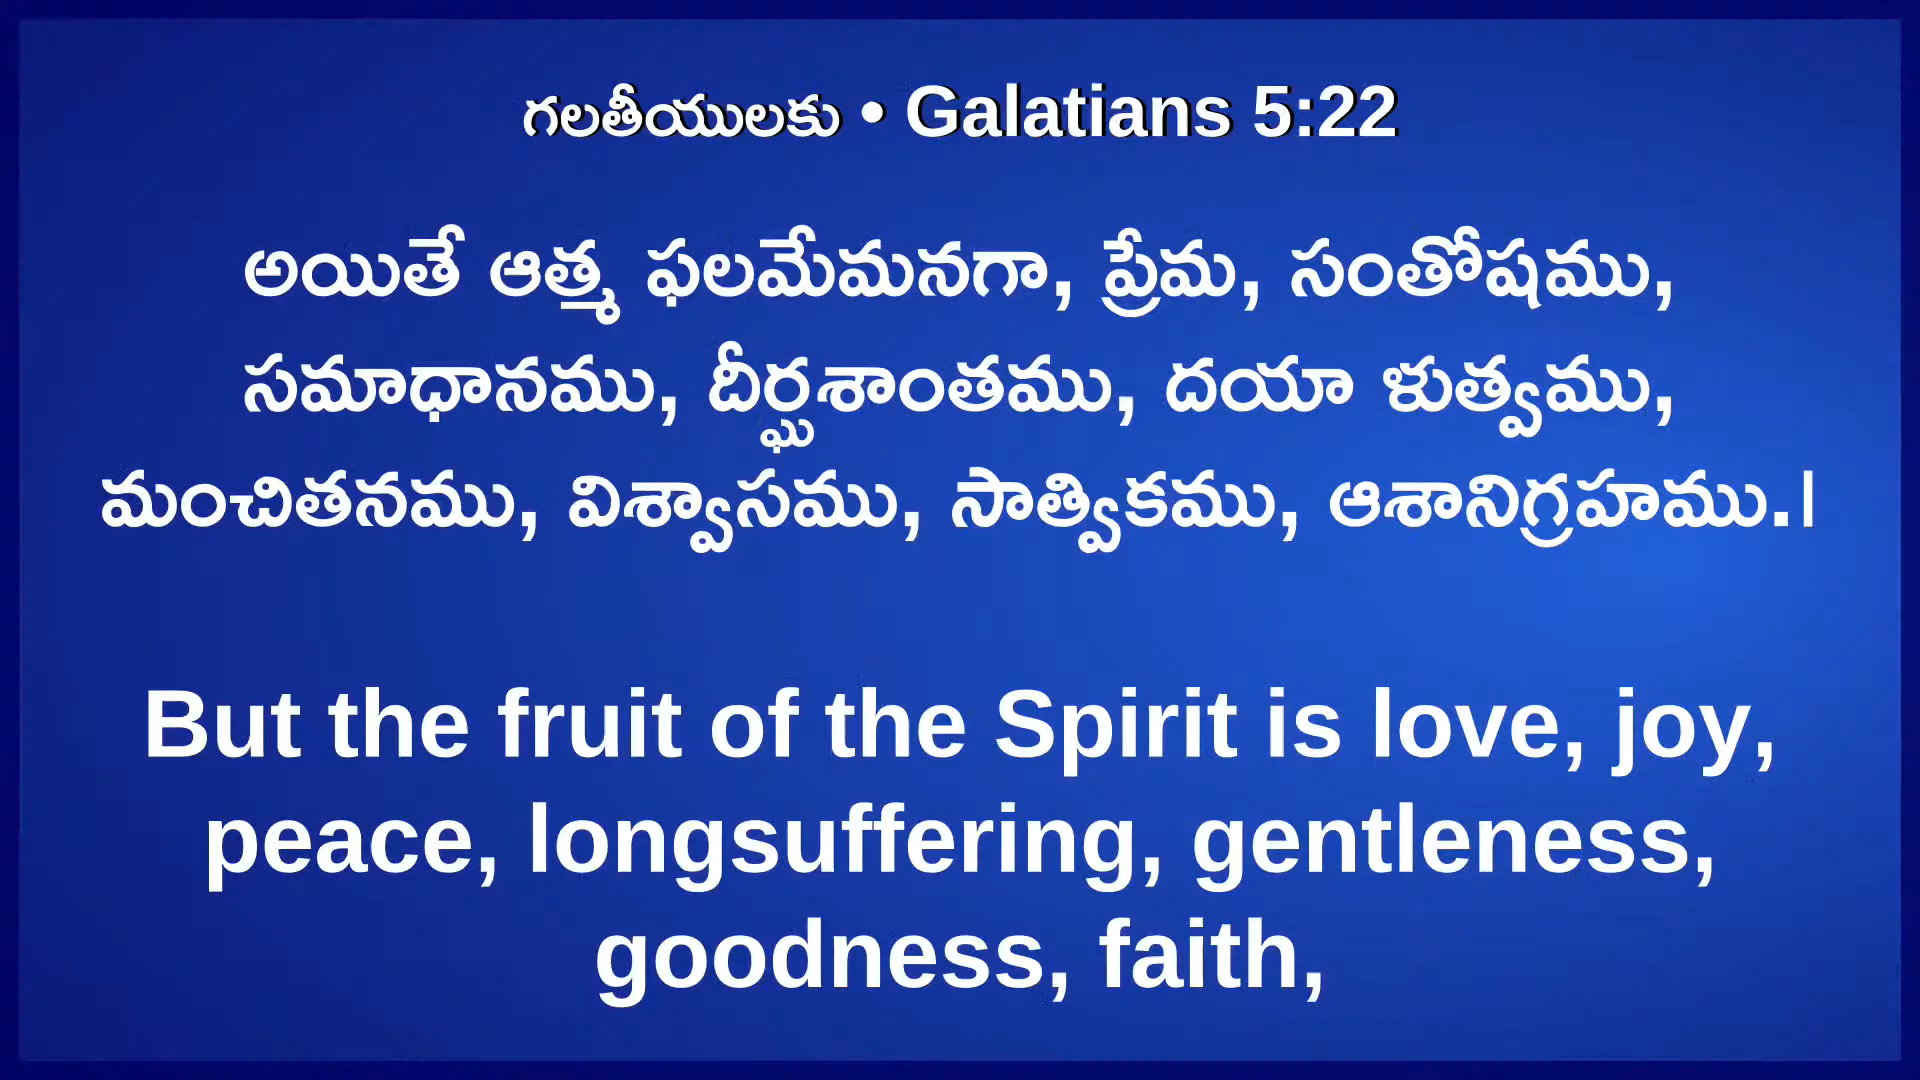 గలతీయులకు • Galatians 5:22
అయితే ఆత్మ ఫలమేమనగా, ప్రేమ, సంతోషము,
సమాధానము, దీర్ఘశాంతము, దయా ళుత్వము,
మంచితనము, విశ్వాసము, సాత్వికము, ఆశానిగ్రహము.|
But the fruit of the Spirit is love, joy,
peace, longsuffering, gentleness,
goodness, faith,